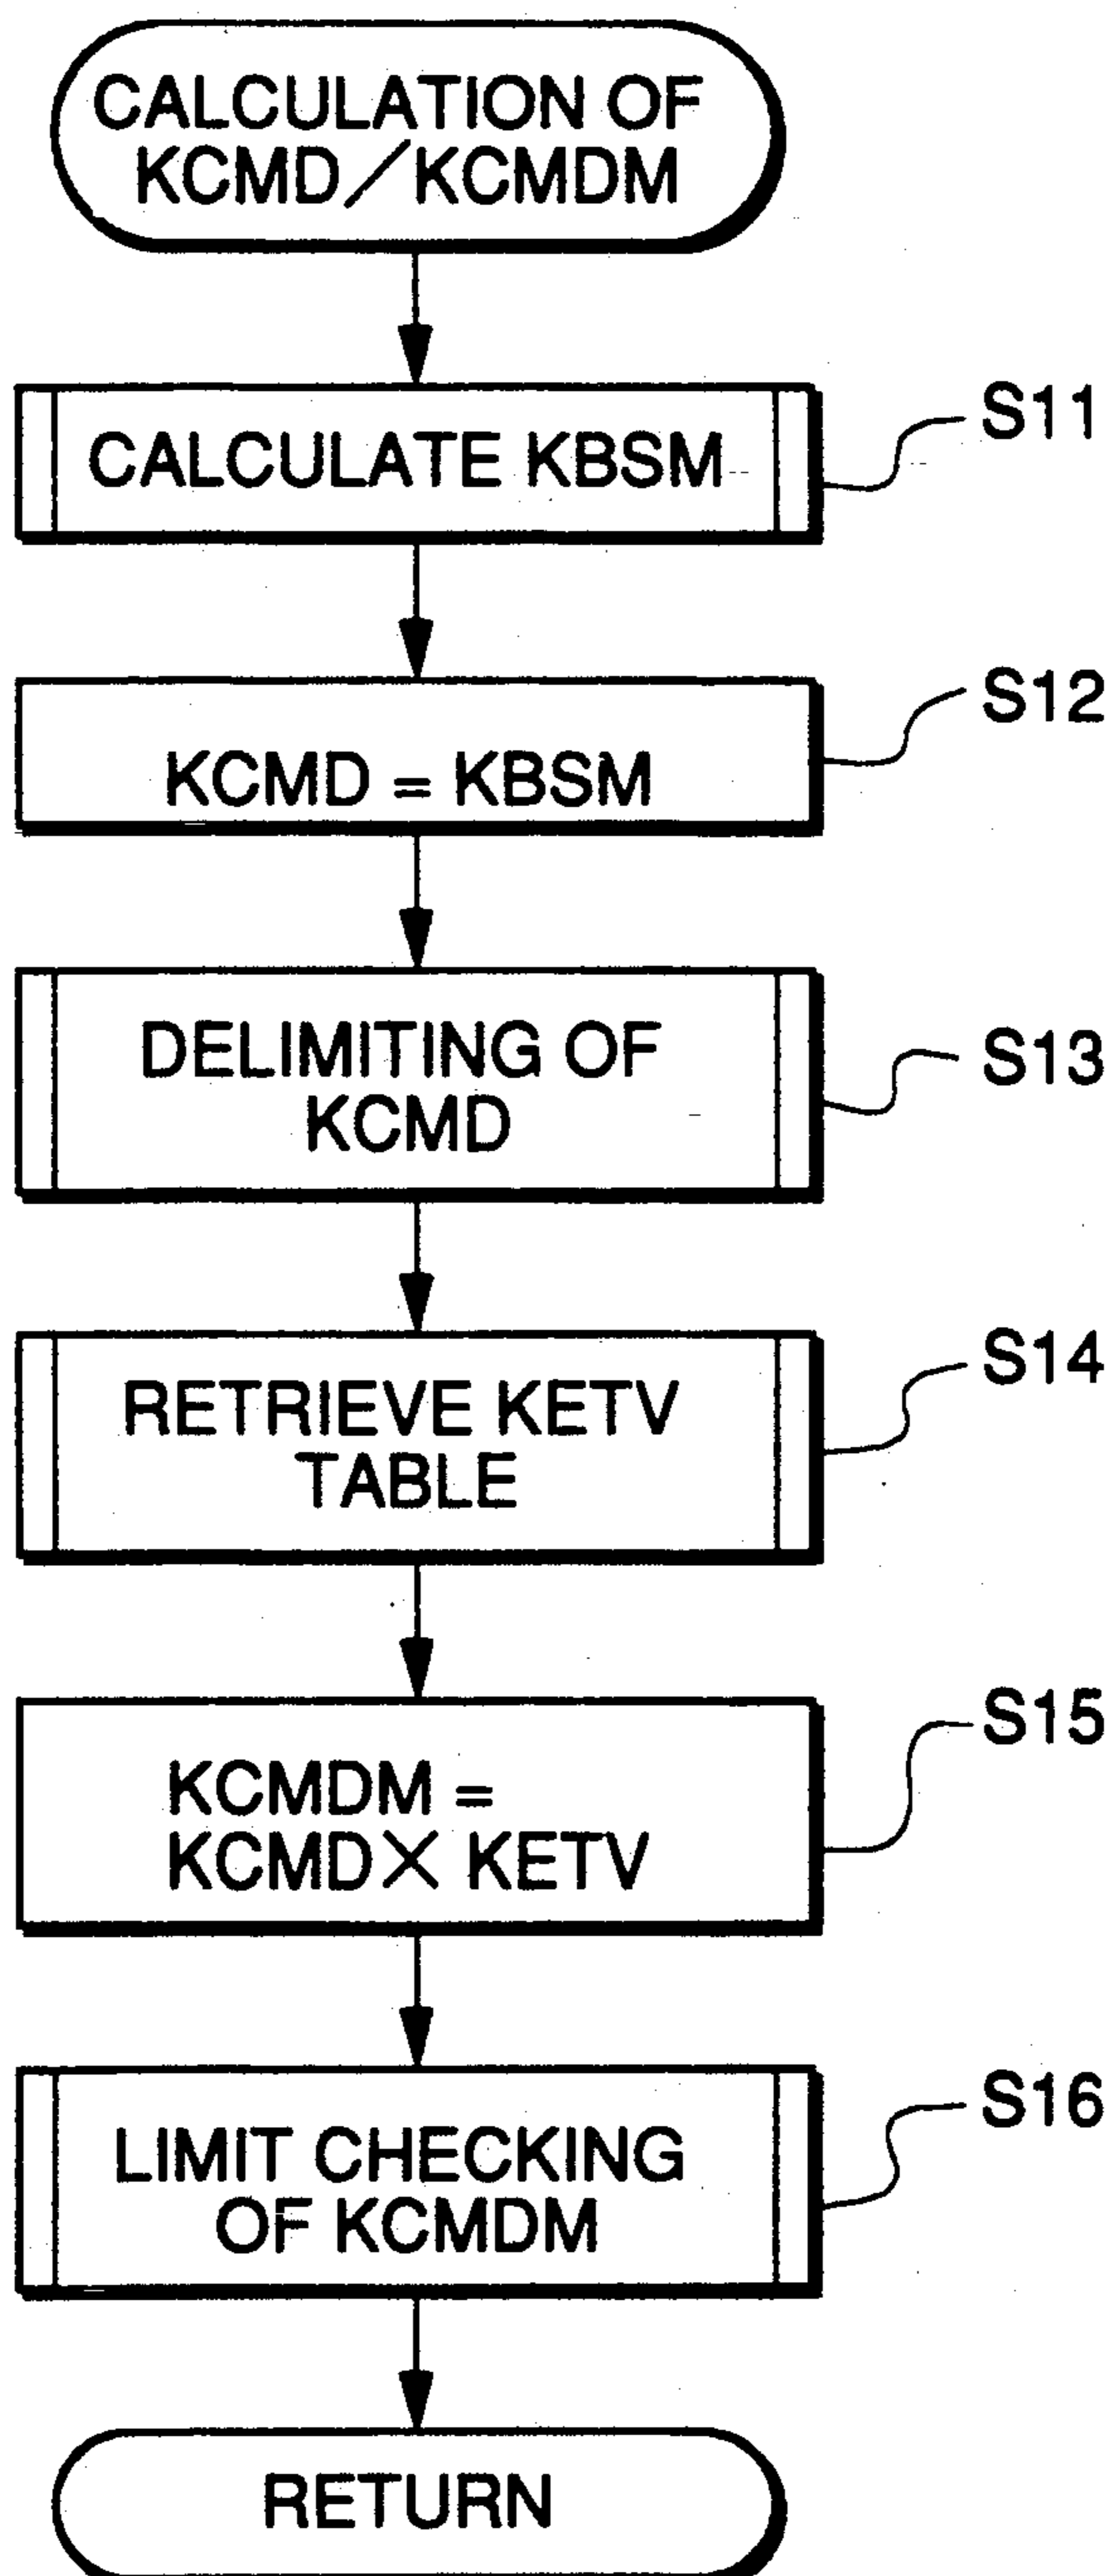 CALCULATION OF
KCMD/KCMDM
CALCULATE KBSM
S11
KCMD = KBSM
S12
DELIMITING OF
KCMD
S13
RETRIEVE KETV
TABLE
S14
KCMDM =
KCMD × KETV
S15
LIMIT CHECKING
OF KCMDM
S16
RETURN